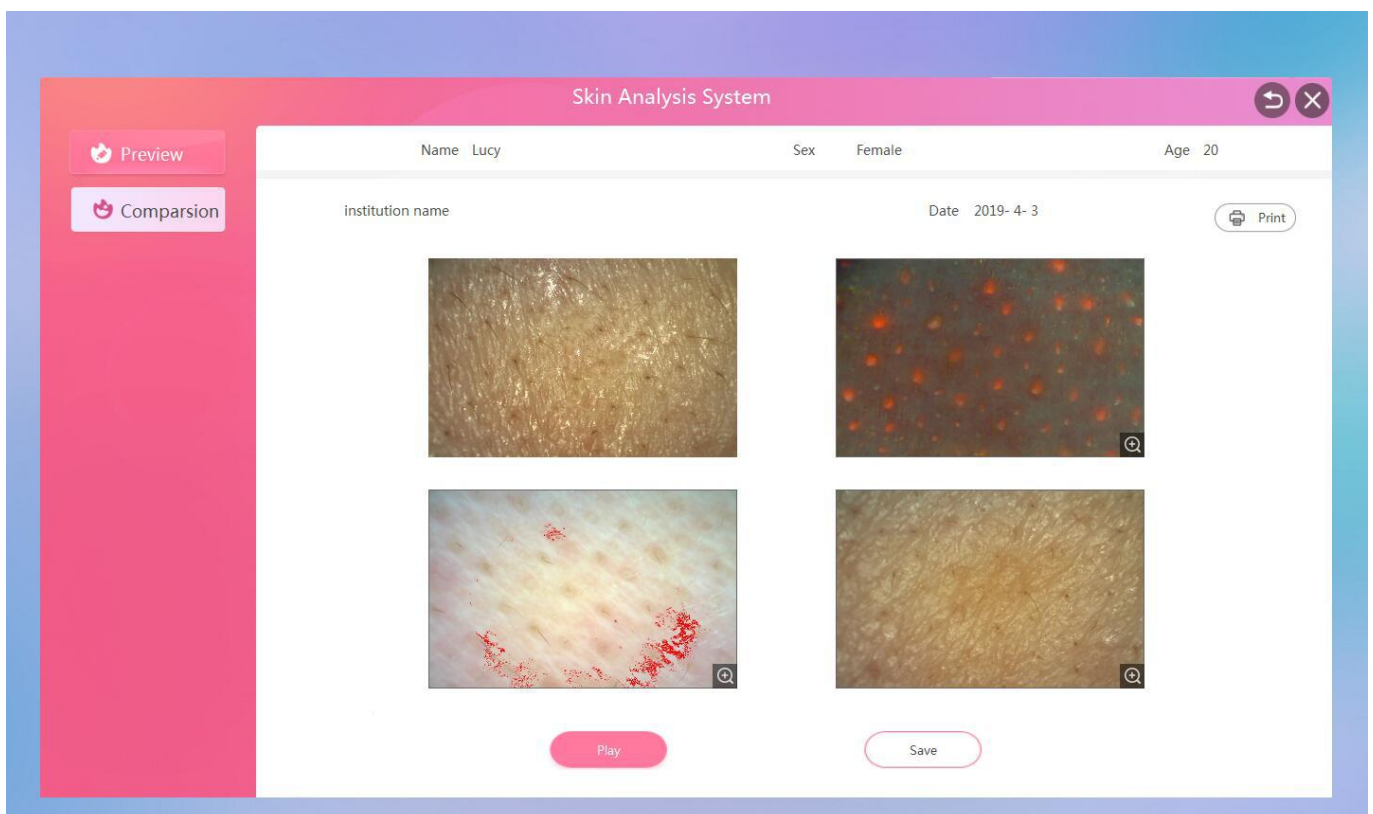 Skin Analysis System
Preview
Comparsion
Name Lucy Sex Female Age 20
institution name Date 2019- 4- 3 Print
Play Save